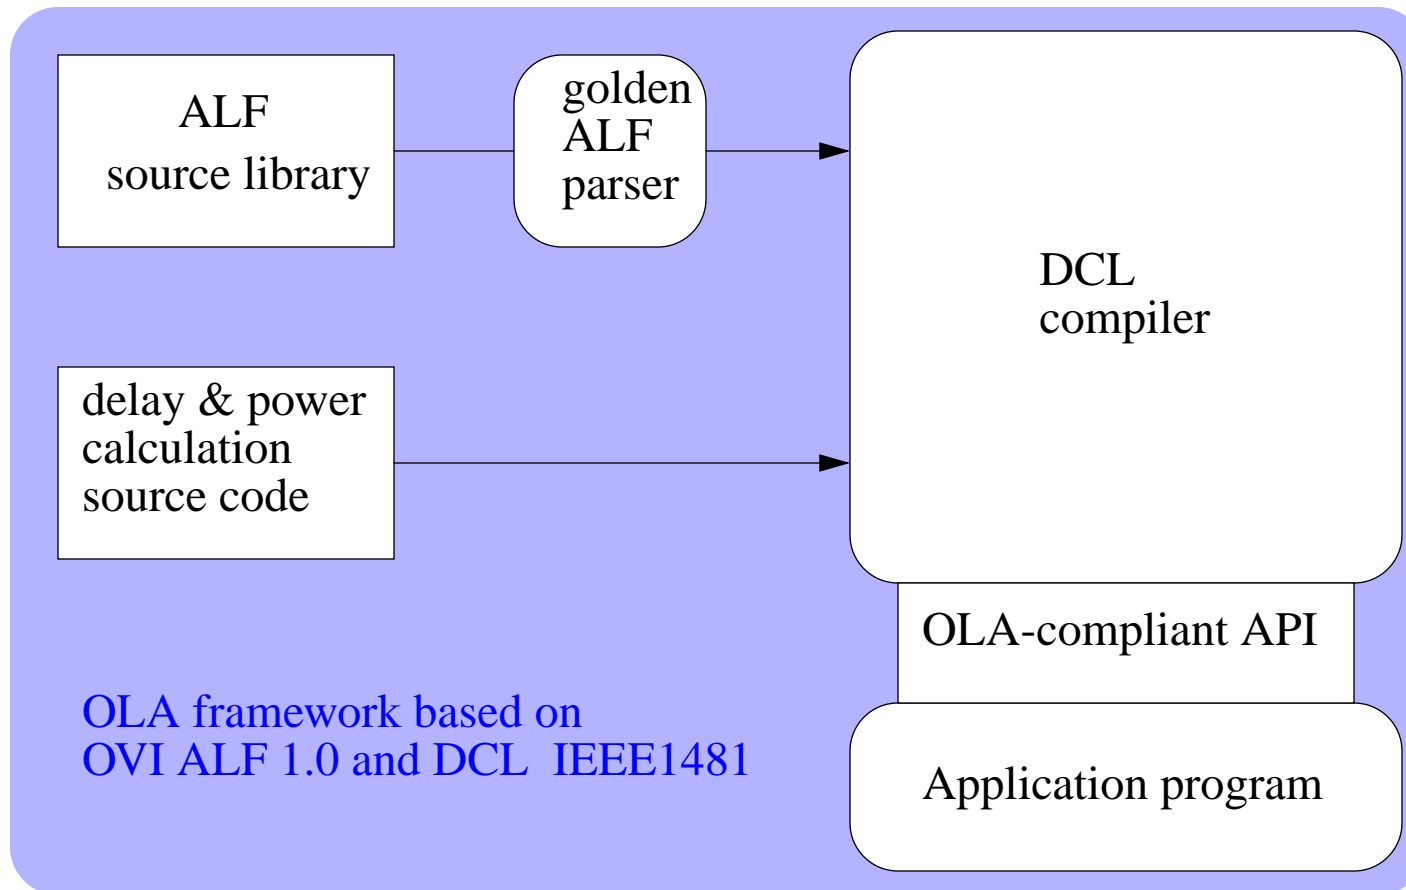 ALF
source library
golden
ALF
parser
DCL
compiler
delay & power
calculation
source code
OLA-compliant API
OLA framework based on
OVI ALF 1.0 and DCL  IEEE1481
Application program